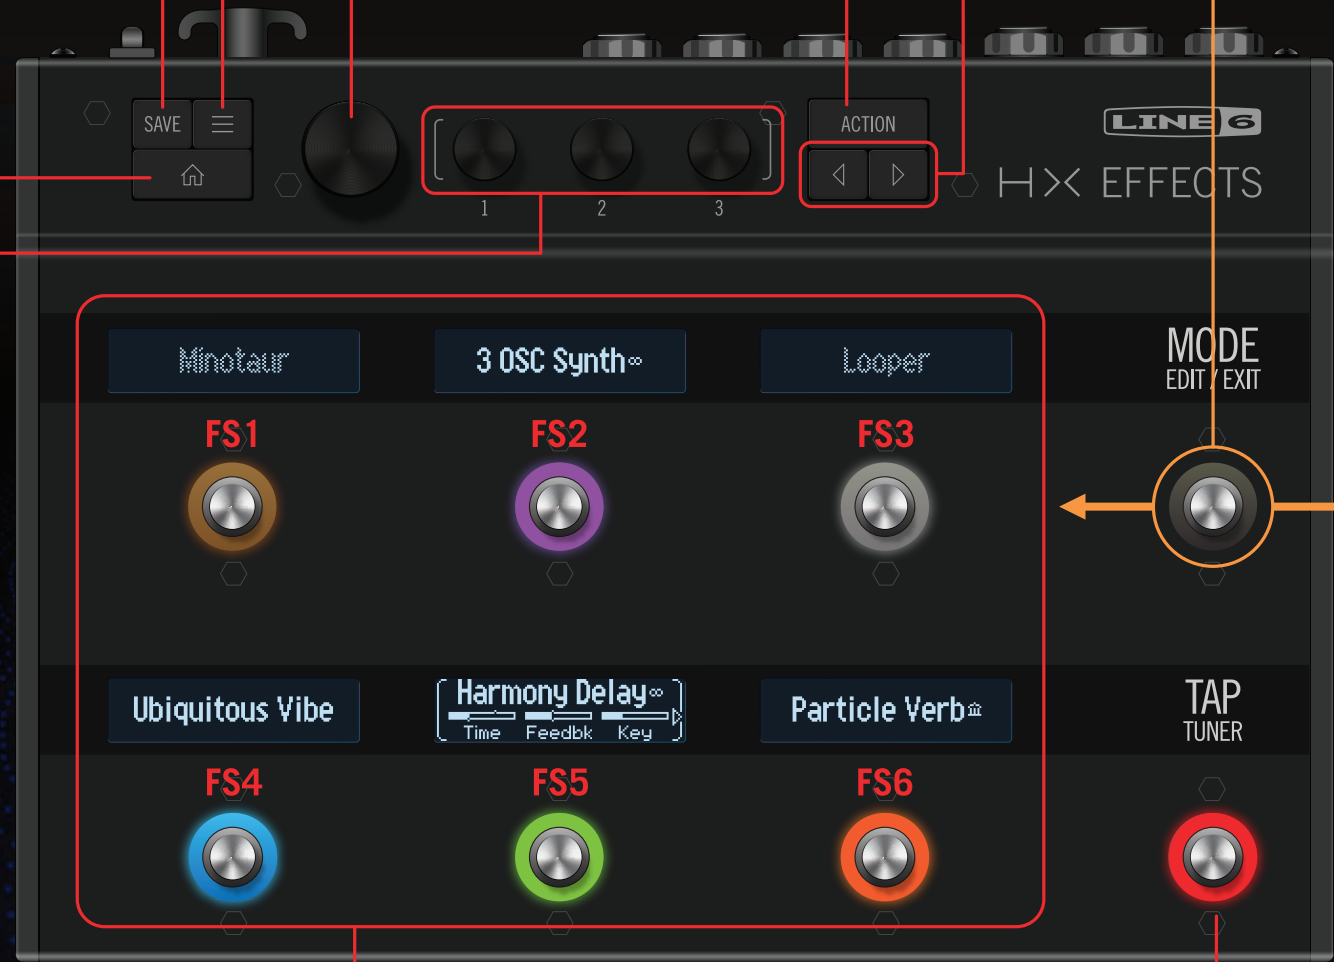 SAVE
ACTION
LINE 6
HX EFFECTS
1
2
3
Minotaur
3 OSC Synth∞
Looper
MODE
EDIT / EXIT
FS1
FS2
FS3
Ubiquitous Vibe
Harmony Delay∞
Time Feedbk Key
Particle Verb
TAP
TUNER
FS4
FS5
FS6